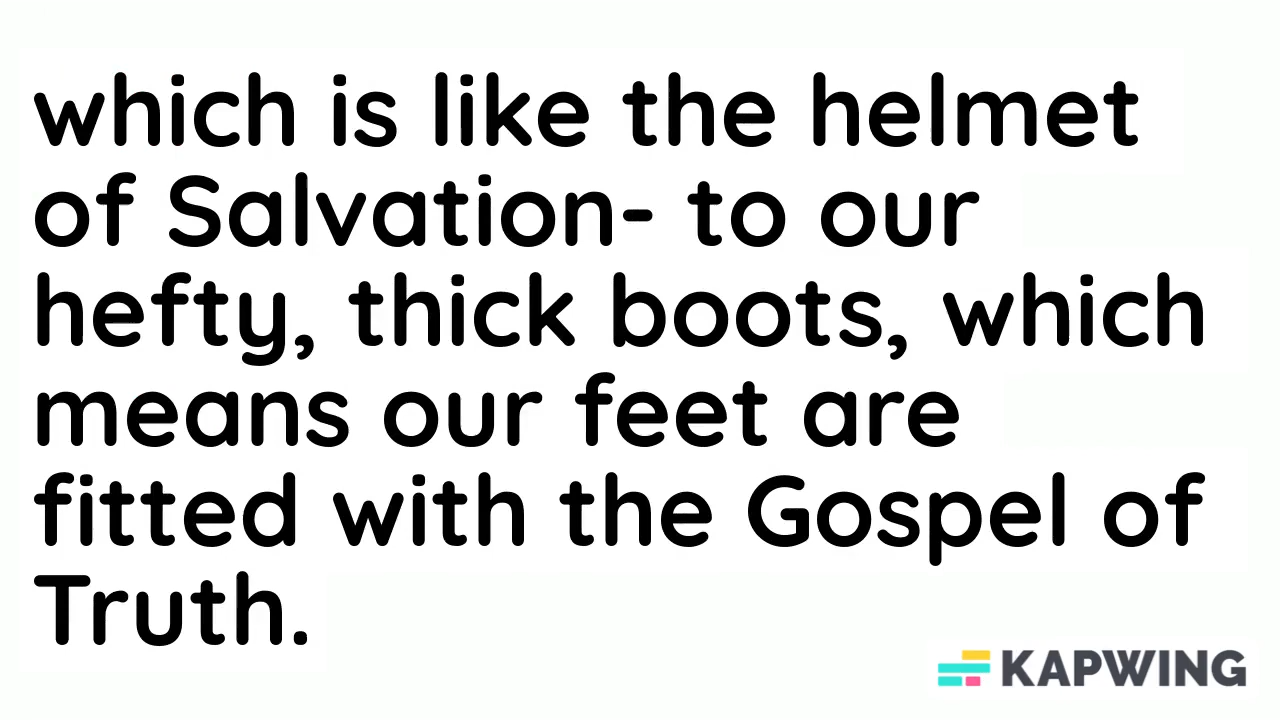 which is like the helmet
of Salvation- to our
hefty, thick boots, which
means our feet are
fitted with the Gospel of
Truth.
KAPWING